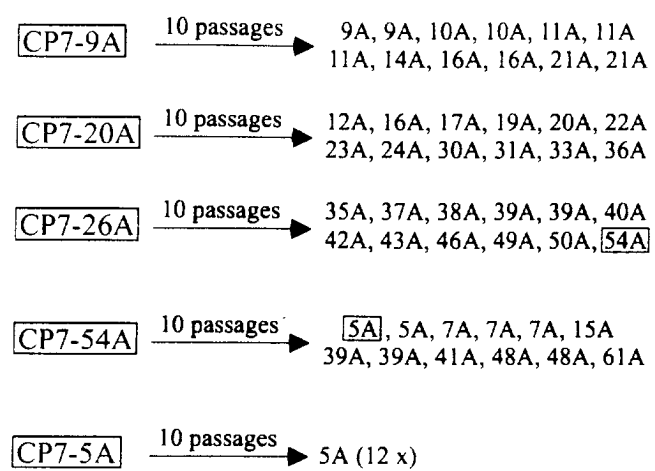 CP7-9A 10 passages 9A, 9A, 10A, 10A, 11A, 11A
11A, 14A, 16A, 16A, 21A, 21A
CP7-20A 10 passages 12A, 16A, 17A, 19A, 20A, 22A
23A, 24A, 30A, 31A, 33A, 36A
CP7-26A 10 passages 35A, 37A, 38A, 39A, 39A, 40A
42A, 43A, 46A, 49A, 50A, 54A
CP7-54A 10 passages 5A, 5A, 7A, 7A, 7A, 15A
39A, 39A, 41A, 48A, 48A, 61A
CP7-5A 10 passages 5A (12 x)